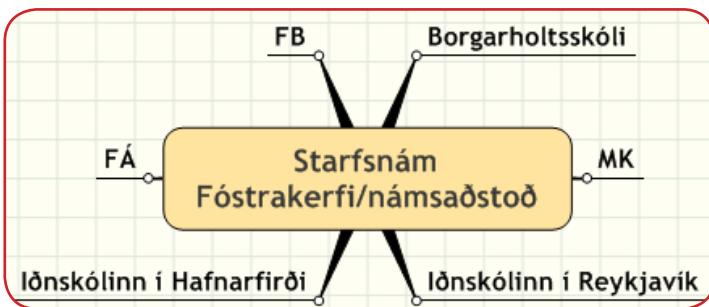 FB
Borgarholtsskóli
FÁ
Starfsnám
Fóstrakerfi/námsaðstoð
MK
Iðnskólinn í Hafnarfirði
Iðnskólinn í Reykjavík